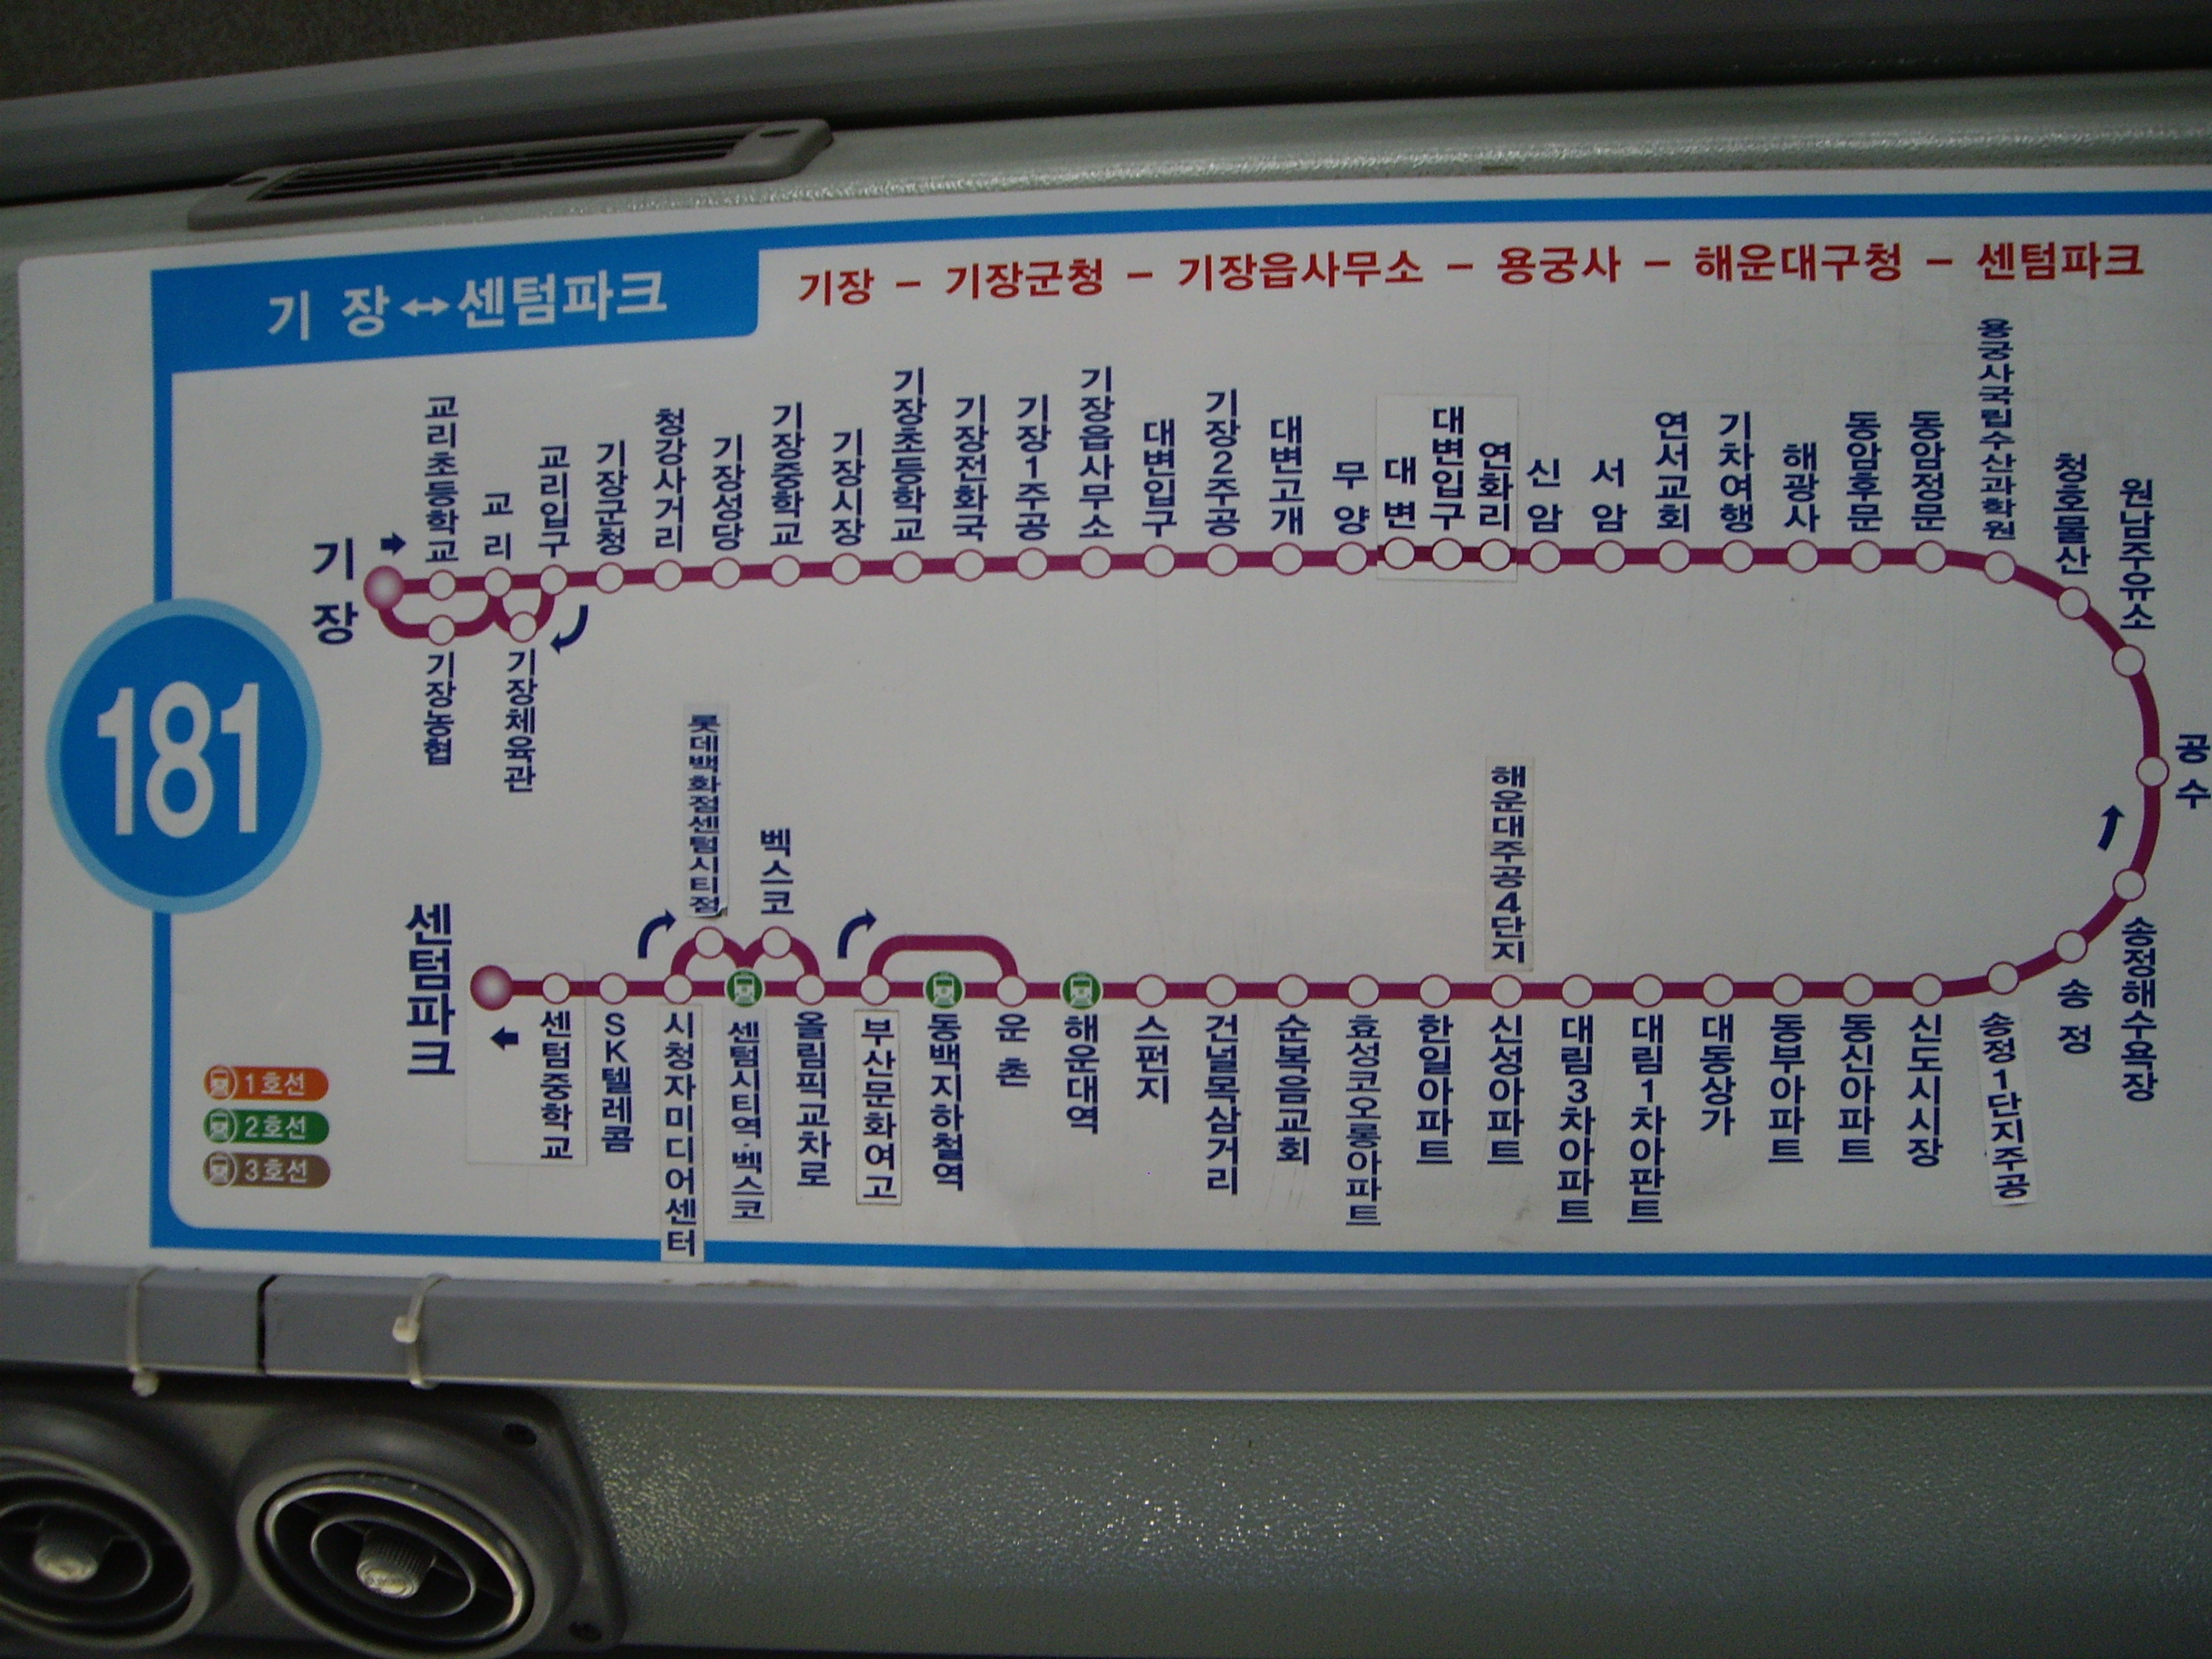 기 장↔센텀파크
기장 – 기장군청 – 기장읍사무소 – 용궁사 – 해운대구청 – 센텀파크
181
기장
교리초등학교
교리
교리입구
기장군청
청강사거리
기장성당
기장중학교
기장시장
기장초등학교
기장전화국
기장1주공
기장읍사무소
대변입구
기장2주공
대변고개
무양
대변
대변입구
연화리
신암
서암
연서교회
기차여행
해광사
동암후문
동암정문
용궁사국립수산과학원
청호물산
원남주유소
공수
기장농협
기장체육관
롯데백화점센텀시티점
벡스코
해운대주공4단지
센텀파크
센텀중학교
SK텔레콤
시청자미디어센터
센텀시티역·벡스코
올림픽교차로
부산문화여고
동백지하철역
운촌
해운대역
스펀지
건널목삼거리
순복음교회
효성코오롱아파트
한일아파트
신성아파트
대림3차아파트
대림1차아판트
대동상가
동부아파트
동신아파트
신도시시장
송정1단지주공
송정
송정해수욕장
1호선
2호선
3호선